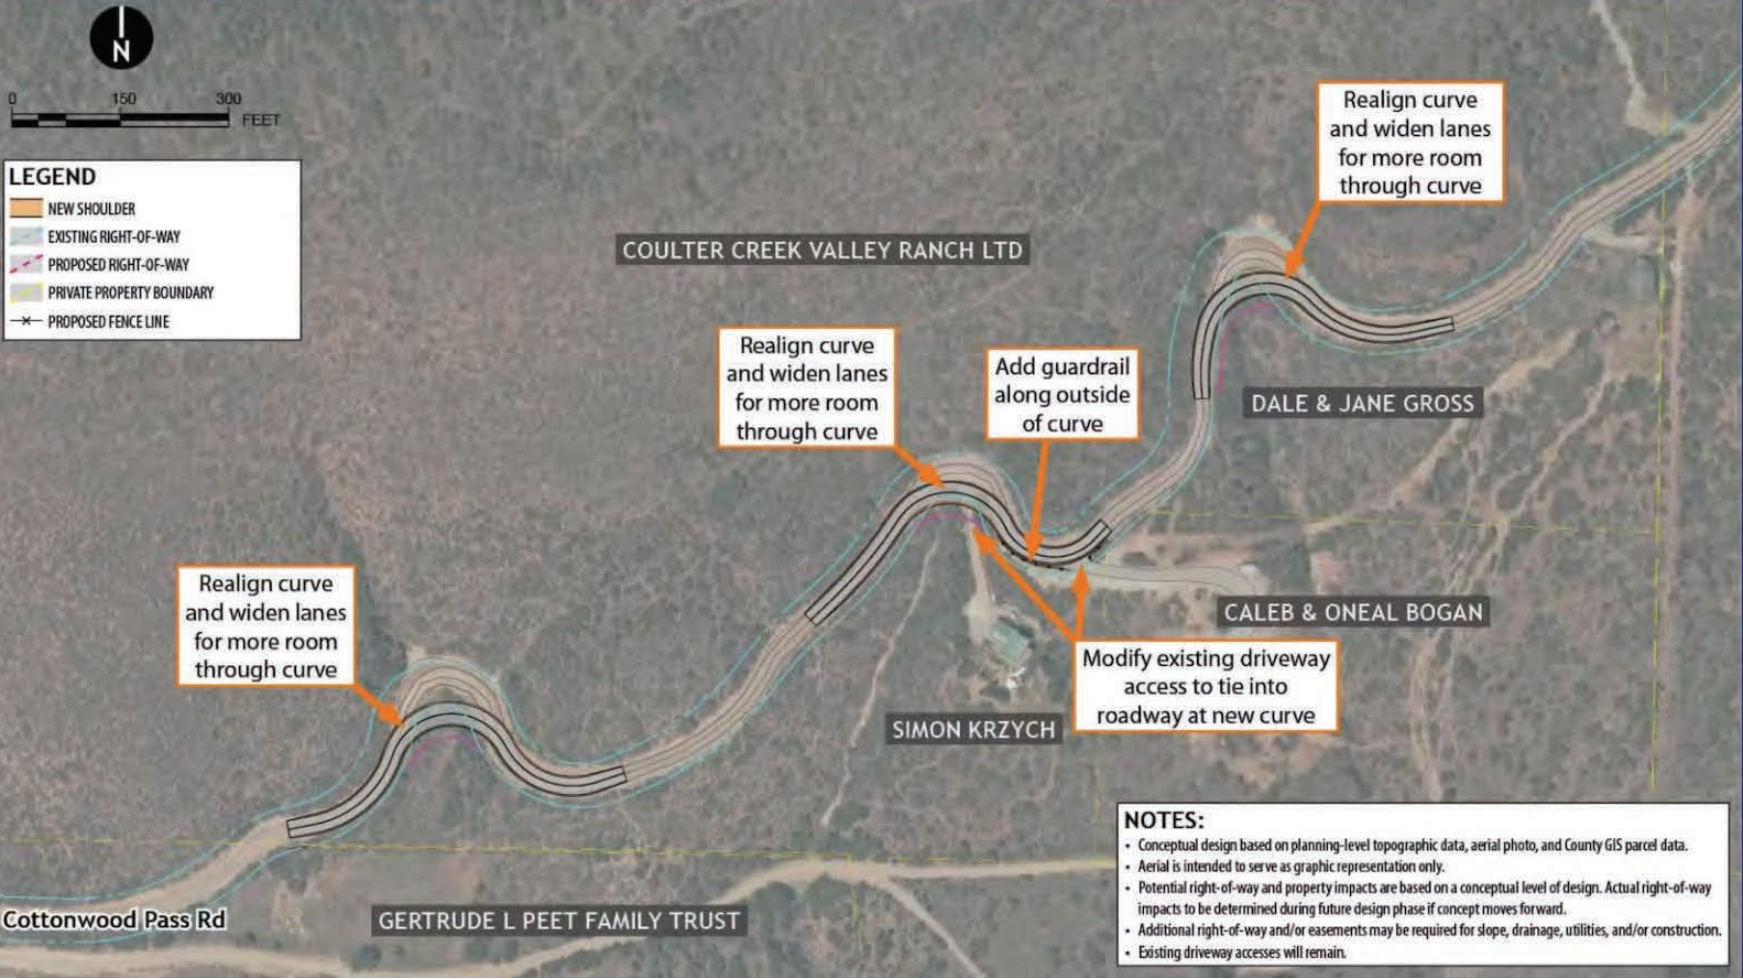 N
0 150 300
FEET
LEGEND
NEW SHOULDER
EXISTING RIGHT-OF-WAY
PROPOSED RIGHT-OF-WAY
PRIVATE PROPERTY BOUNDARY
PROPOSED FENCE LINE
Realign curve
and widen lanes
for more room
through curve
COULTER CREEK VALLEY RANCH LTD
Realign curve
and widen lanes
for more room
through curve
Add guardrail
along outside
of curve
DALE & JANE GROSS
Realign curve
and widen lanes
for more room
through curve
CALEB & ONEAL BOGAN
Modify existing driveway
access to tie into
roadway at new curve
SIMON KRZYCH
Cottonwood Pass Rd
GERTRUDE L PEET FAMILY TRUST
NOTES:
• Conceptual design based on planning-level topographic data, aerial photo, and County GIS parcel data.
• Aerial is intended to serve as graphic representation only.
• Potential right-of-way and property impacts are based on a conceptual level of design. Actual right-of-way
impacts to be determined during future design phase if concept moves forward.
• Additional right-of-way and/or easements may be required for slope, drainage, utilities, and/or construction.
• Existing driveway accesses will remain.